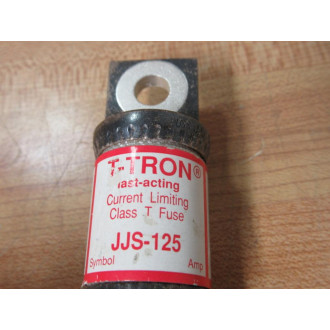 T-TRON®
fast-acting
Current Limiting
Class T Fuse
JJS-125
Symbol Amp